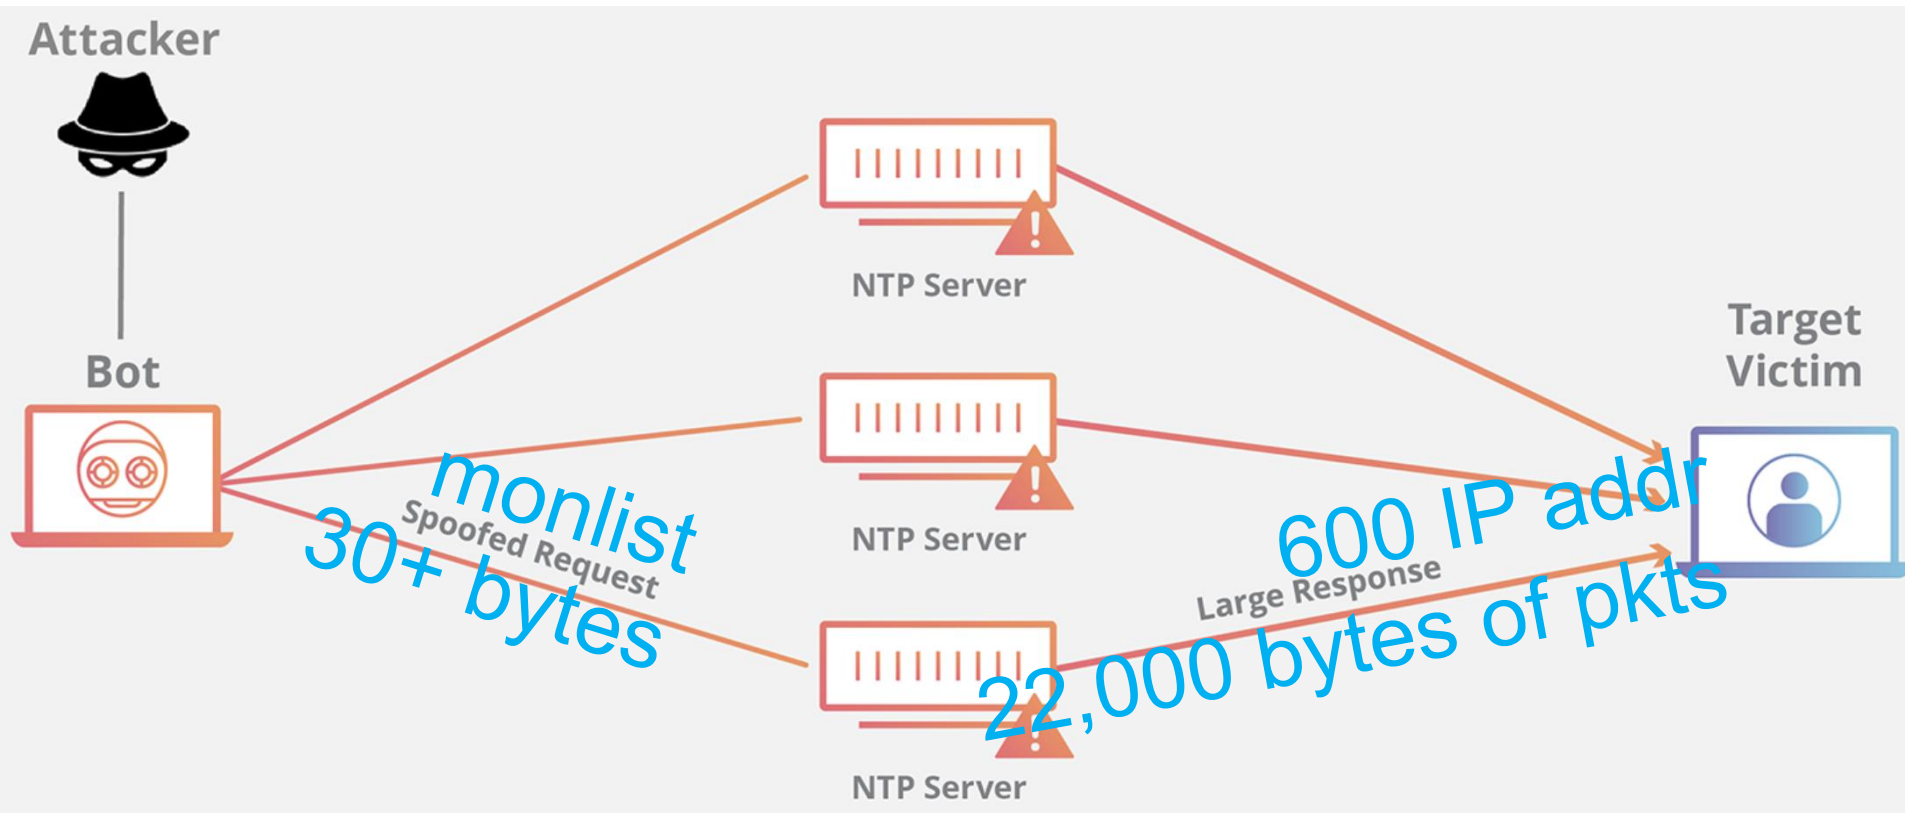 Attacker
Bot
monlist
Spoofed Request
30+ bytes
NTP Server
NTP Server
NTP Server
600 IP addr
Large Response
22,000 bytes of pkts
Target
Victim